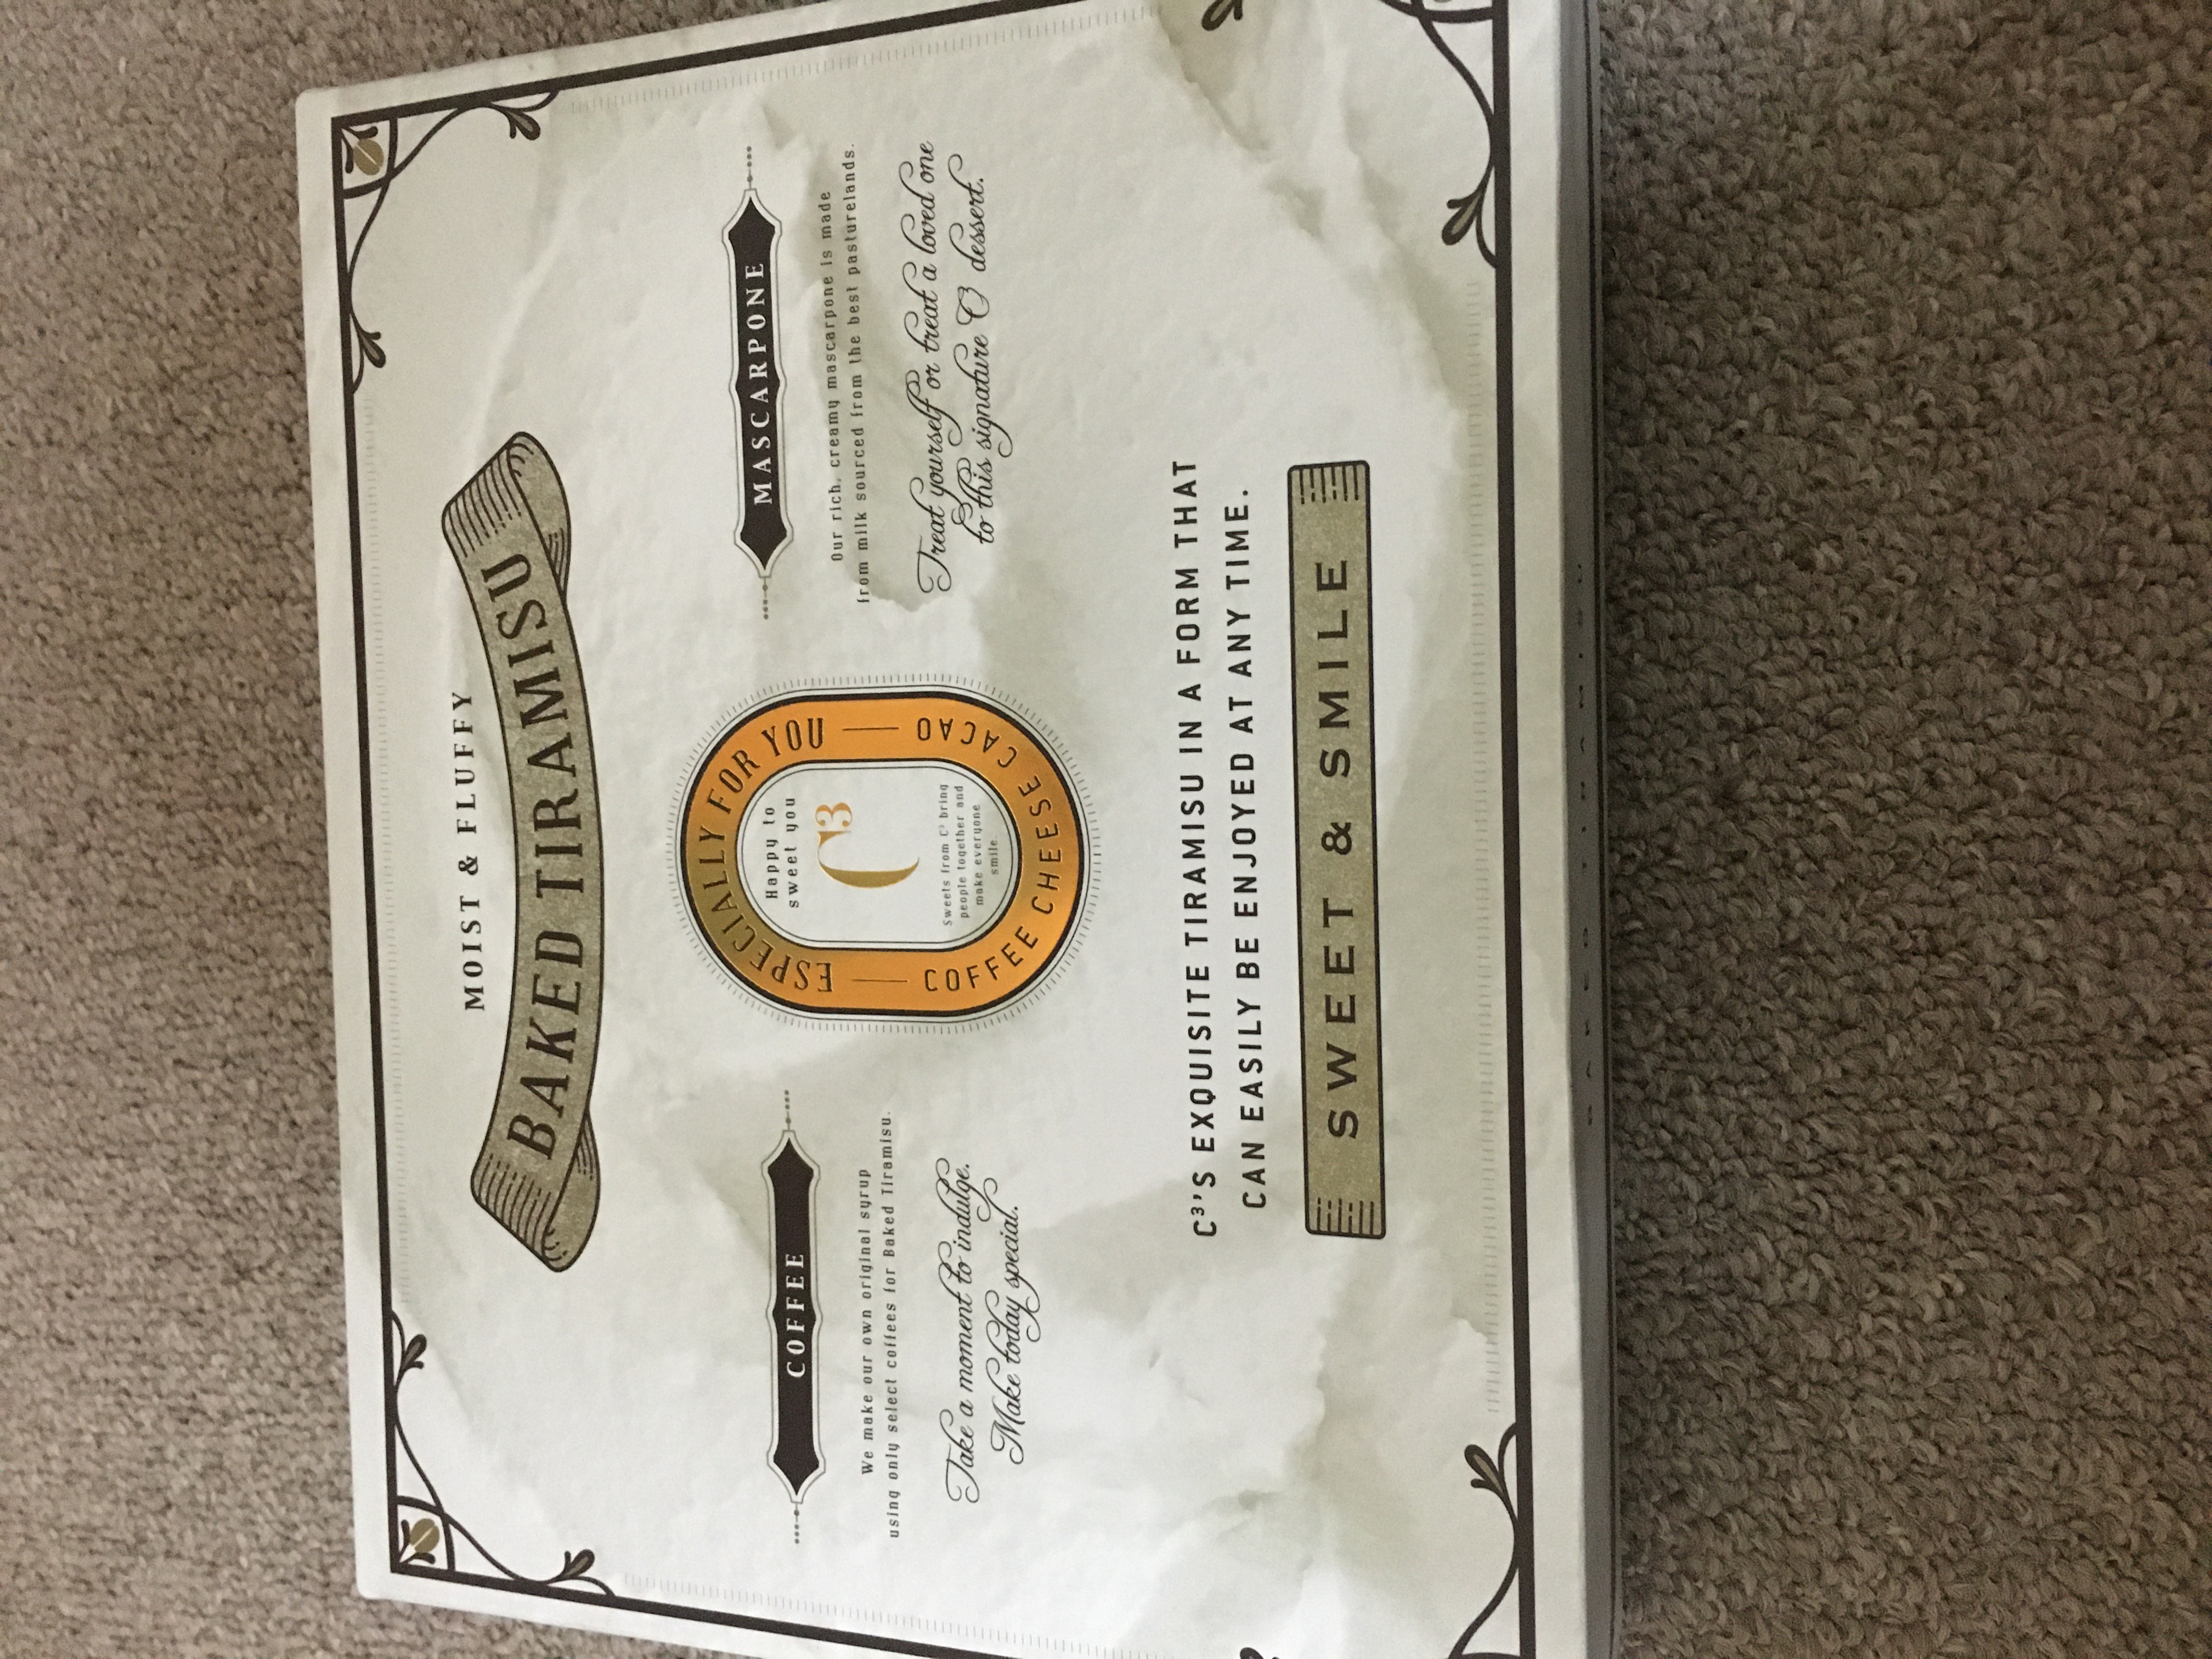 MOIST & FLUFFY
BAKED TIRAMISU
COFFEE
We make our own original syrup
using only select coffees for Baked Tiramisu.
Take a moment to indulge.
Make today special.
ESPECIALLY FOR YOU
Happy to
sweet you
C³
Sweets from C³ bring
people together and
make everyone
smile.
COFFEE CHEESE CACAO
MASCARPONE
Our rich, creamy mascarpone is made
from milk sourced from the best pasturelands.
Treat yourself or treat a loved one
to this signature C³ dessert.
C³'S EXQUISITE TIRAMISU IN A FORM THAT
CAN EASILY BE ENJOYED AT ANY TIME.
SWEET & SMILE
BAKED TIRAMISU